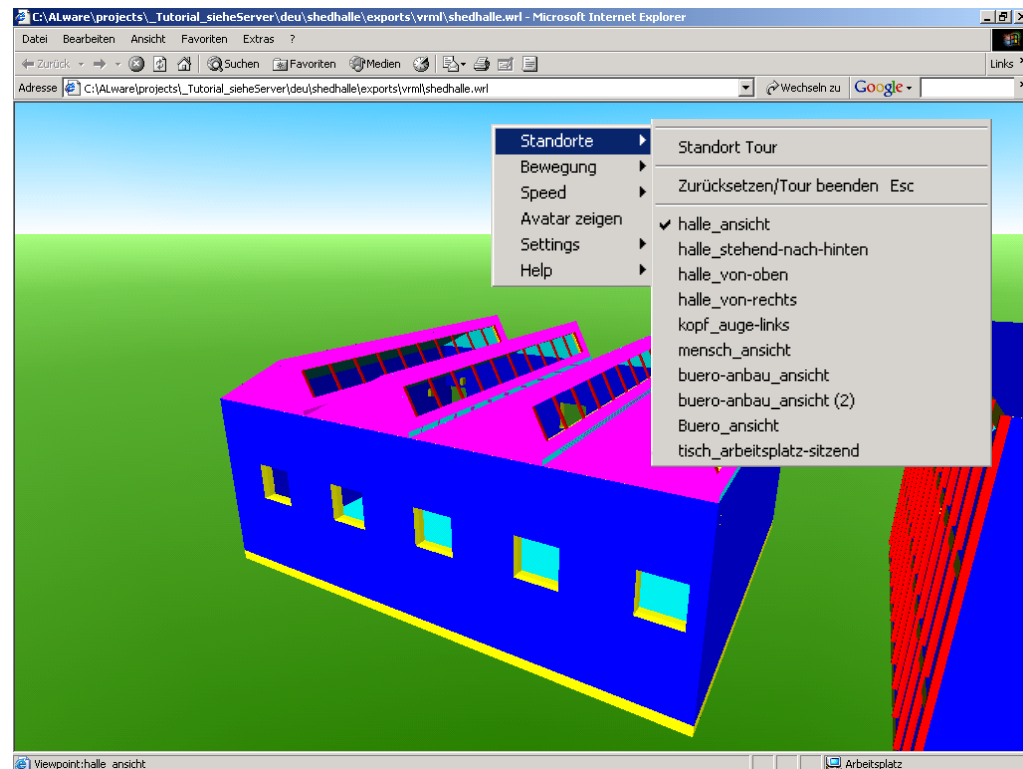 C:\ALware\projects\_Tutorial_sieheServer\deu\shedhalle\exports\vrml\shedhalle.wrl - Microsoft Internet Explorer
Datei Bearbeiten Ansicht Favoriten Extras ?
Zurück Suchen Favoriten Medien Links
Adresse C:\ALware\projects\_Tutorial_sieheServer\deu\shedhalle\exports\vrml\shedhalle.wrl Wechseln zu Google
Standorte
Bewegung
Speed
Avatar zeigen
Settings
Help
Standort Tour
Zurücksetzen/Tour beenden Esc
halle_ansicht
halle_stehend-nach-hinten
halle_von-oben
halle_von-rechts
kopf_auge-links
mensch_ansicht
buero-anbau_ansicht
buero-anbau_ansicht (2)
Buero_ansicht
tisch_arbeitsplatz-sitzend
Viewpoint:halle_ansicht Arbeitsplatz